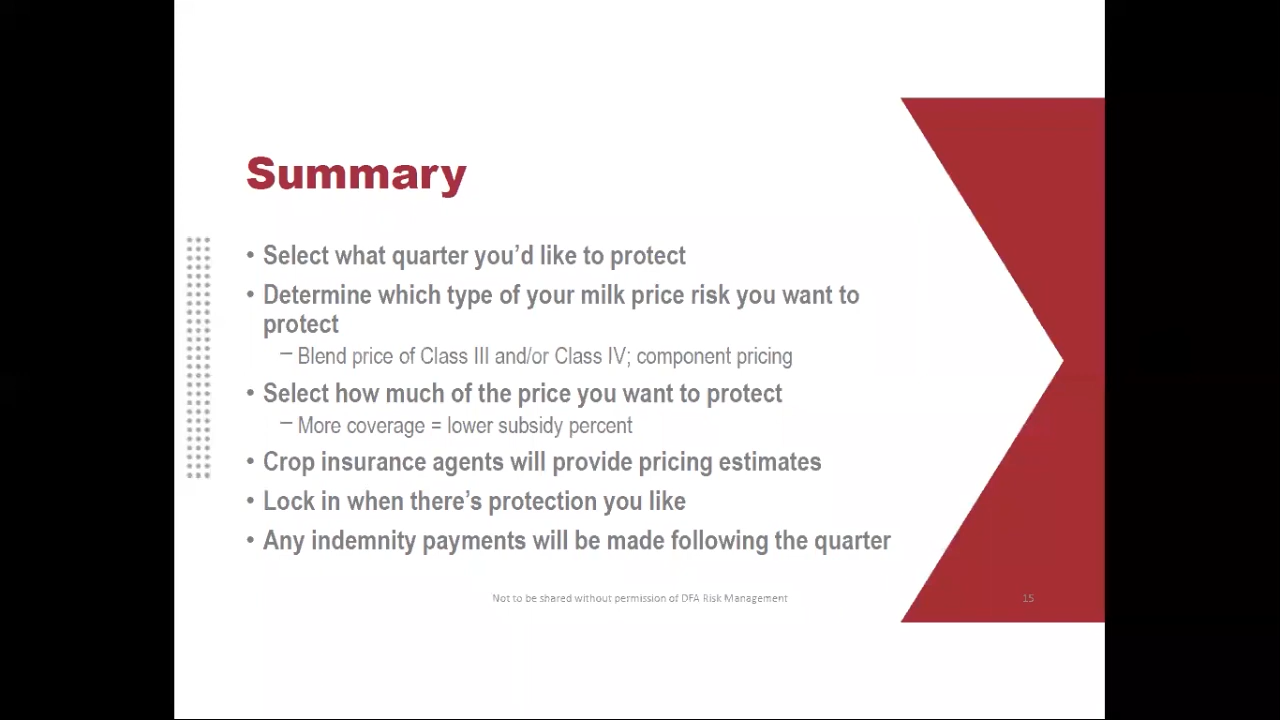 Summary
• Select what quarter you’d like to protect
• Determine which type of your milk price risk you want to
protect
– Blend price of Class III and/or Class IV; component pricing
• Select how much of the price you want to protect
– More coverage = lower subsidy percent
• Crop insurance agents will provide pricing estimates
• Lock in when there’s protection you like
• Any indemnity payments will be made following the quarter
Not to be shared without permission of DFA Risk Management
15